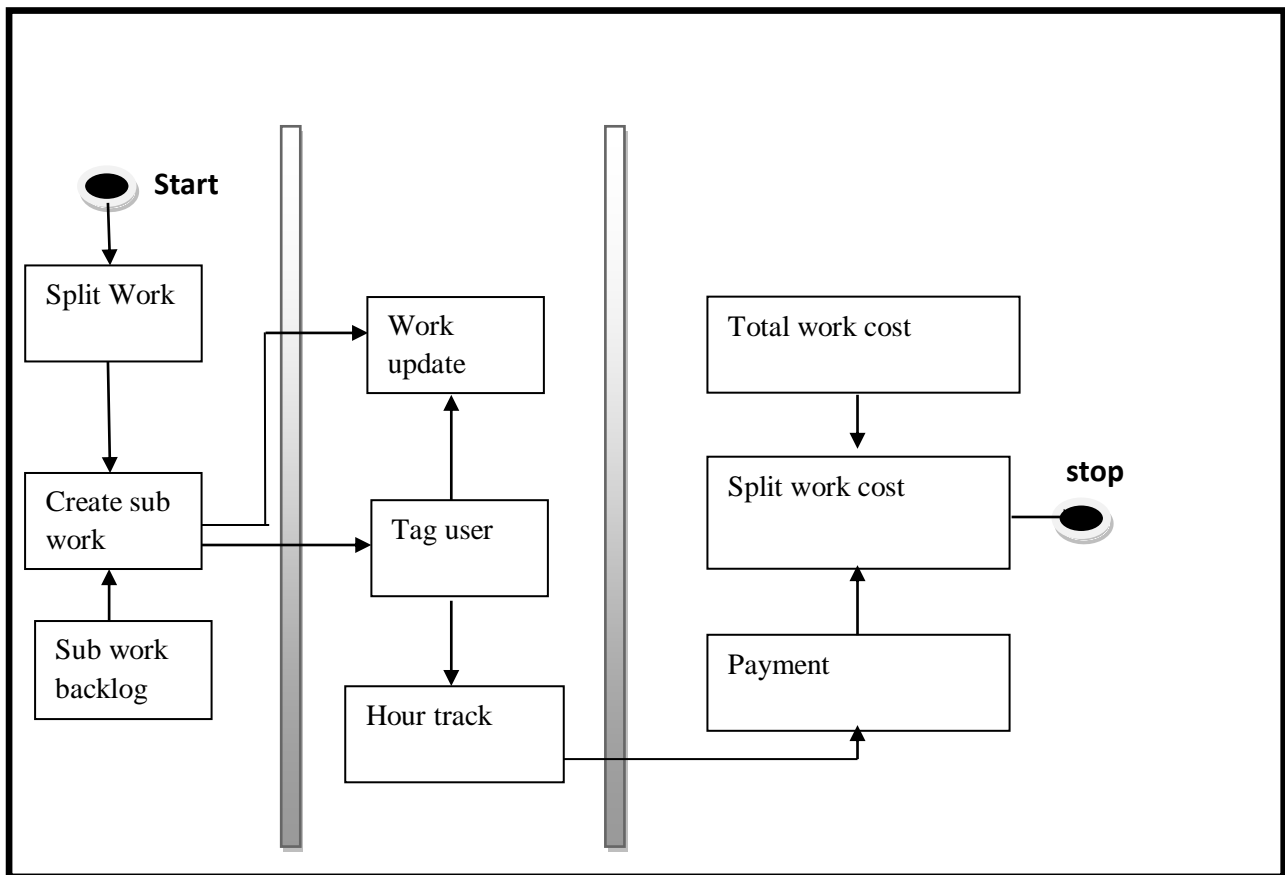 Start
Split Work
Create sub
work
Sub work
backlog
Work
update
Tag user
Hour track
Total work cost
Split work cost
stop
Payment